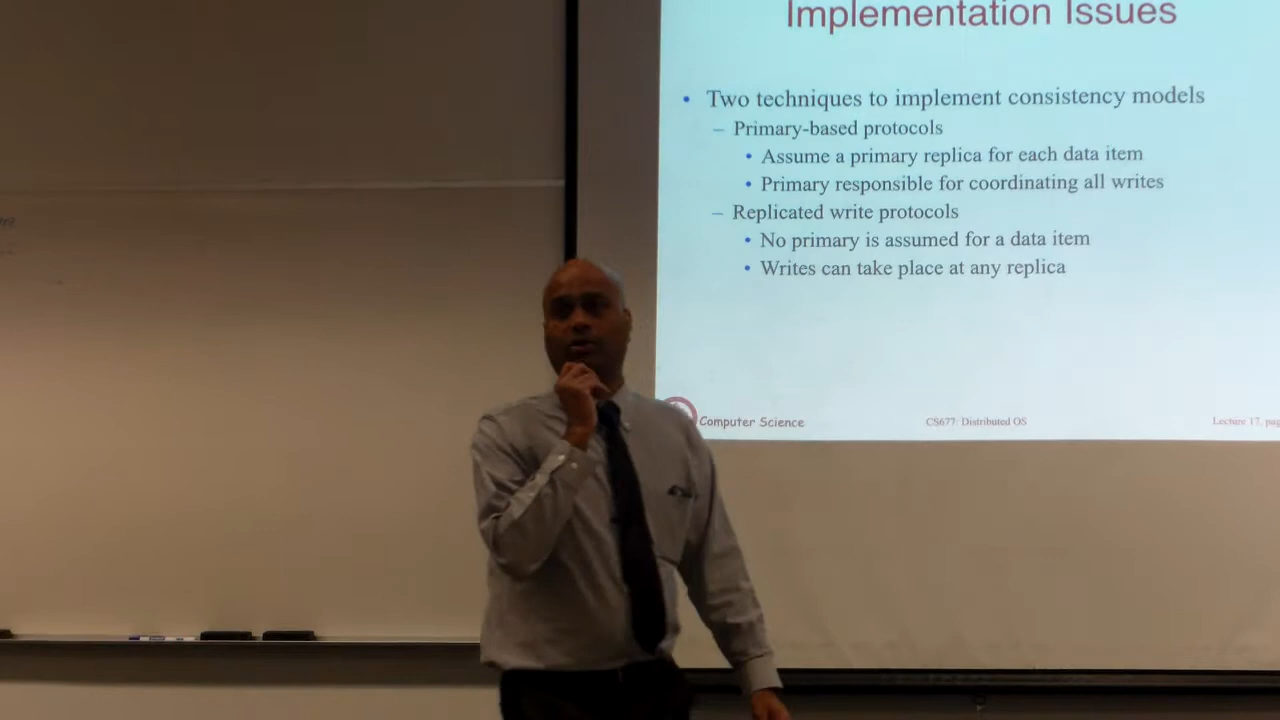 Implementation Issues
• Two techniques to implement consistency models
– Primary-based protocols
• Assume a primary replica for each data item
• Primary responsible for coordinating all writes
– Replicated write protocols
• No primary is assumed for a data item
• Writes can take place at any replica
Computer Science CS677: Distributed OS Lecture 17,